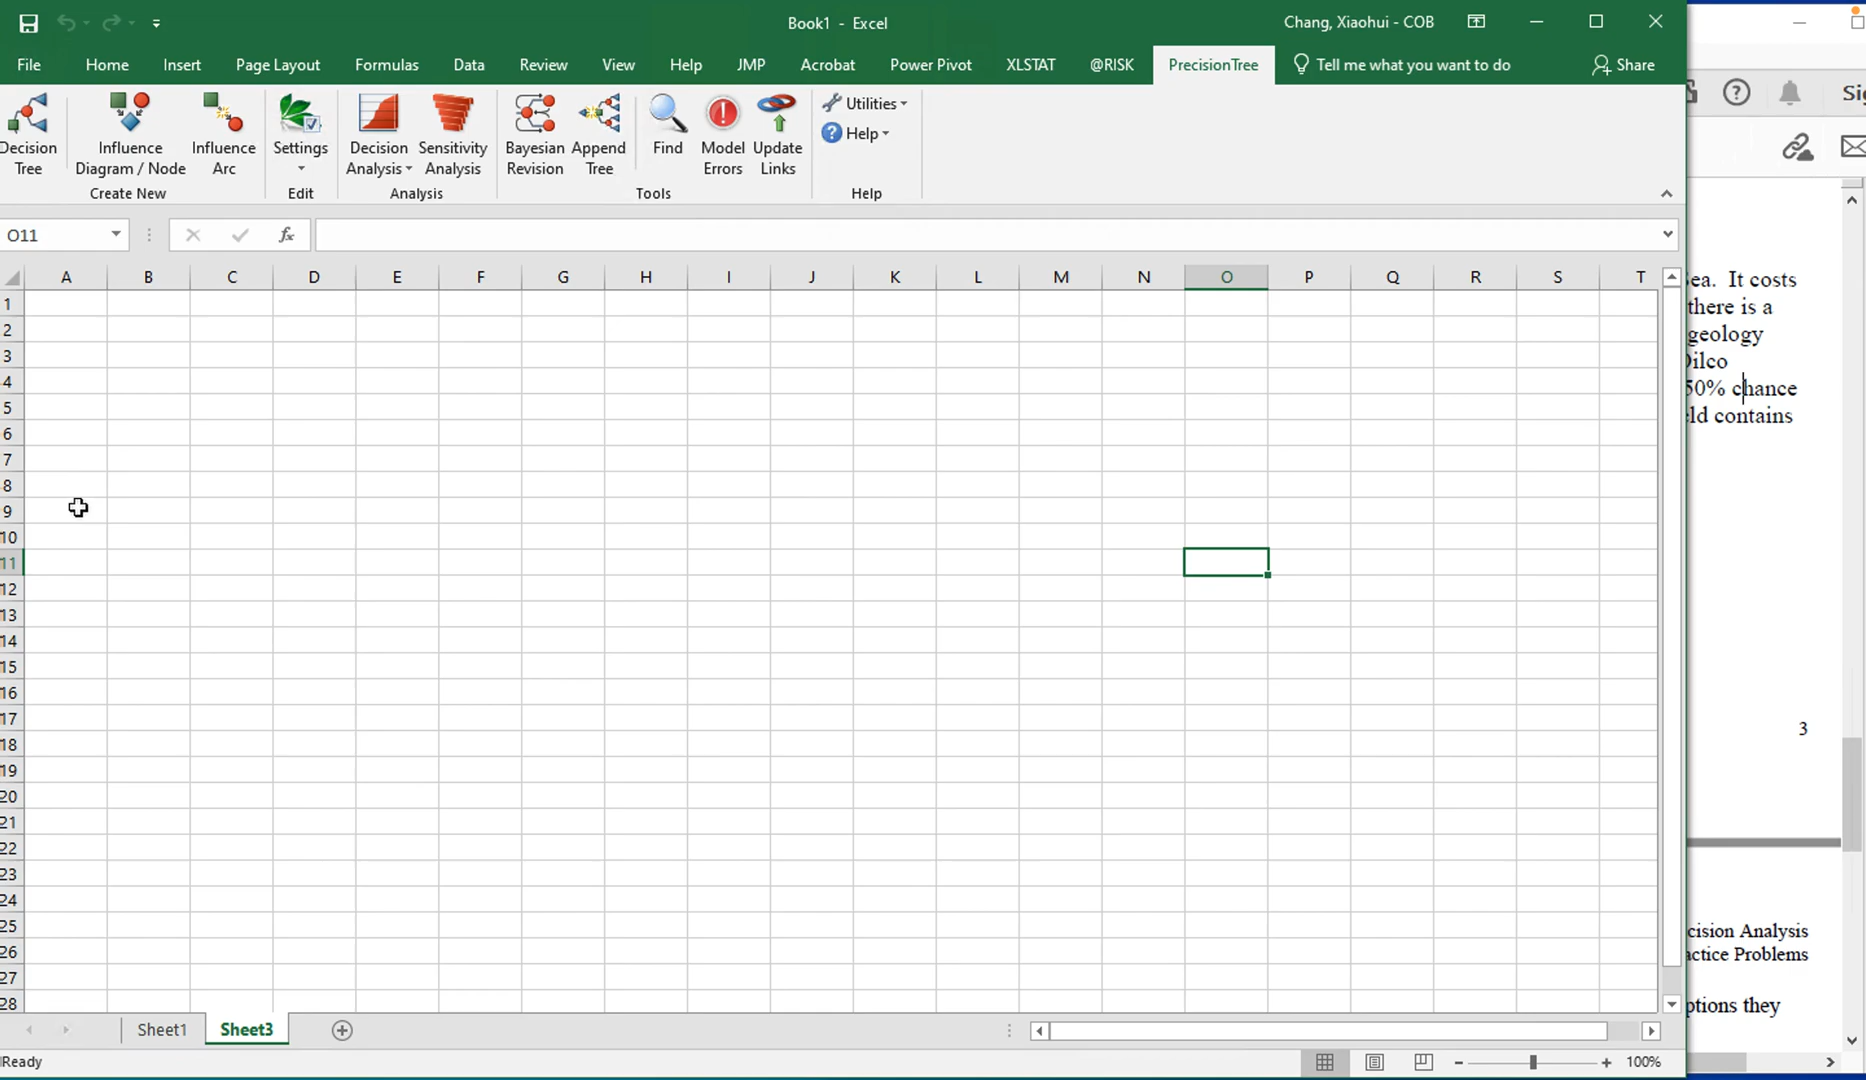 Book1 - Excel
Chang, Xiaohui - COB
File Home Insert Page Layout Formulas Data Review View Help JMP Acrobat Power Pivot XLSTAT @RISK PrecisionTree Tell me what you want to do Share
Decision Tree
Influence Diagram / Node
Influence Arc
Create New
Settings
Edit
Decision Analysis
Sensitivity Analysis
Analysis
Bayesian Revision
Append Tree
Find
Model Errors
Update Links
Tools
Utilities
Help
Help
O11
fx
A B C D E F G H I J K L M N O P Q R S T
1
2
3
4
5
6
7
8
9
10
11
12
13
14
15
16
17
18
19
20
21
22
23
24
25
26
27
28
Sheet1 Sheet3
Ready
100%
Sea. It costs
there is a
geology
Oilco
50% chance
eld contains
3
cision Analysis
actice Problems
ptions they